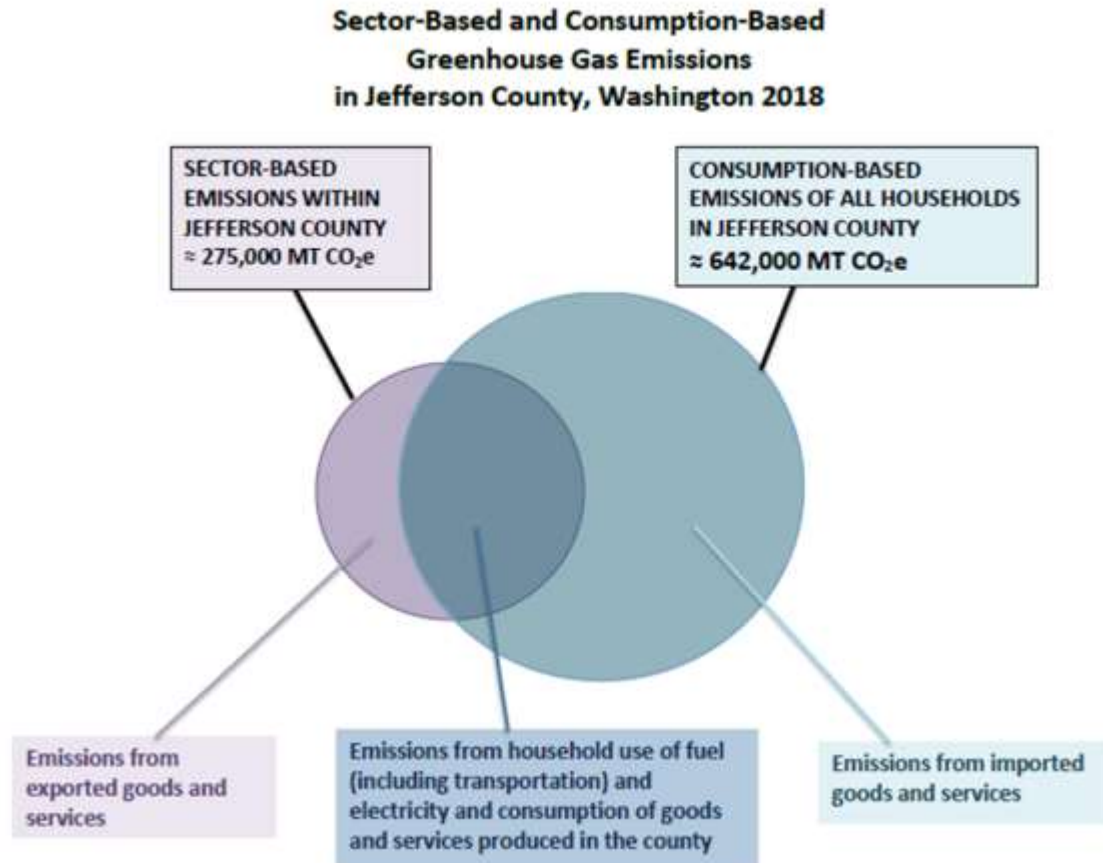 Sector-Based and Consumption-Based
Greenhouse Gas Emissions
in Jefferson County, Washington 2018
SECTOR-BASED
EMISSIONS WITHIN
JEFFERSON COUNTY
≈ 275,000 MT CO₂e
CONSUMPTION-BASED
EMISSIONS OF ALL HOUSEHOLDS
IN JEFFERSON COUNTY
≈ 642,000 MT CO₂e
Emissions from
exported goods and
services
Emissions from household use of fuel
(including transportation) and
electricity and consumption of goods
and services produced in the county
Emissions from imported
goods and services